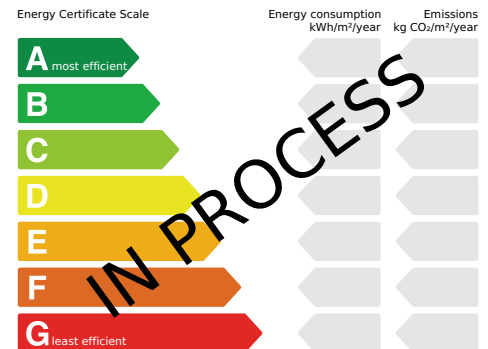 Energy Certificate Scale
Energy consumption
kWh/m²/year
Emissions
kg CO₂/m²/year
A most efficient
B
C
D
E
F
G least efficient
IN PROCESS